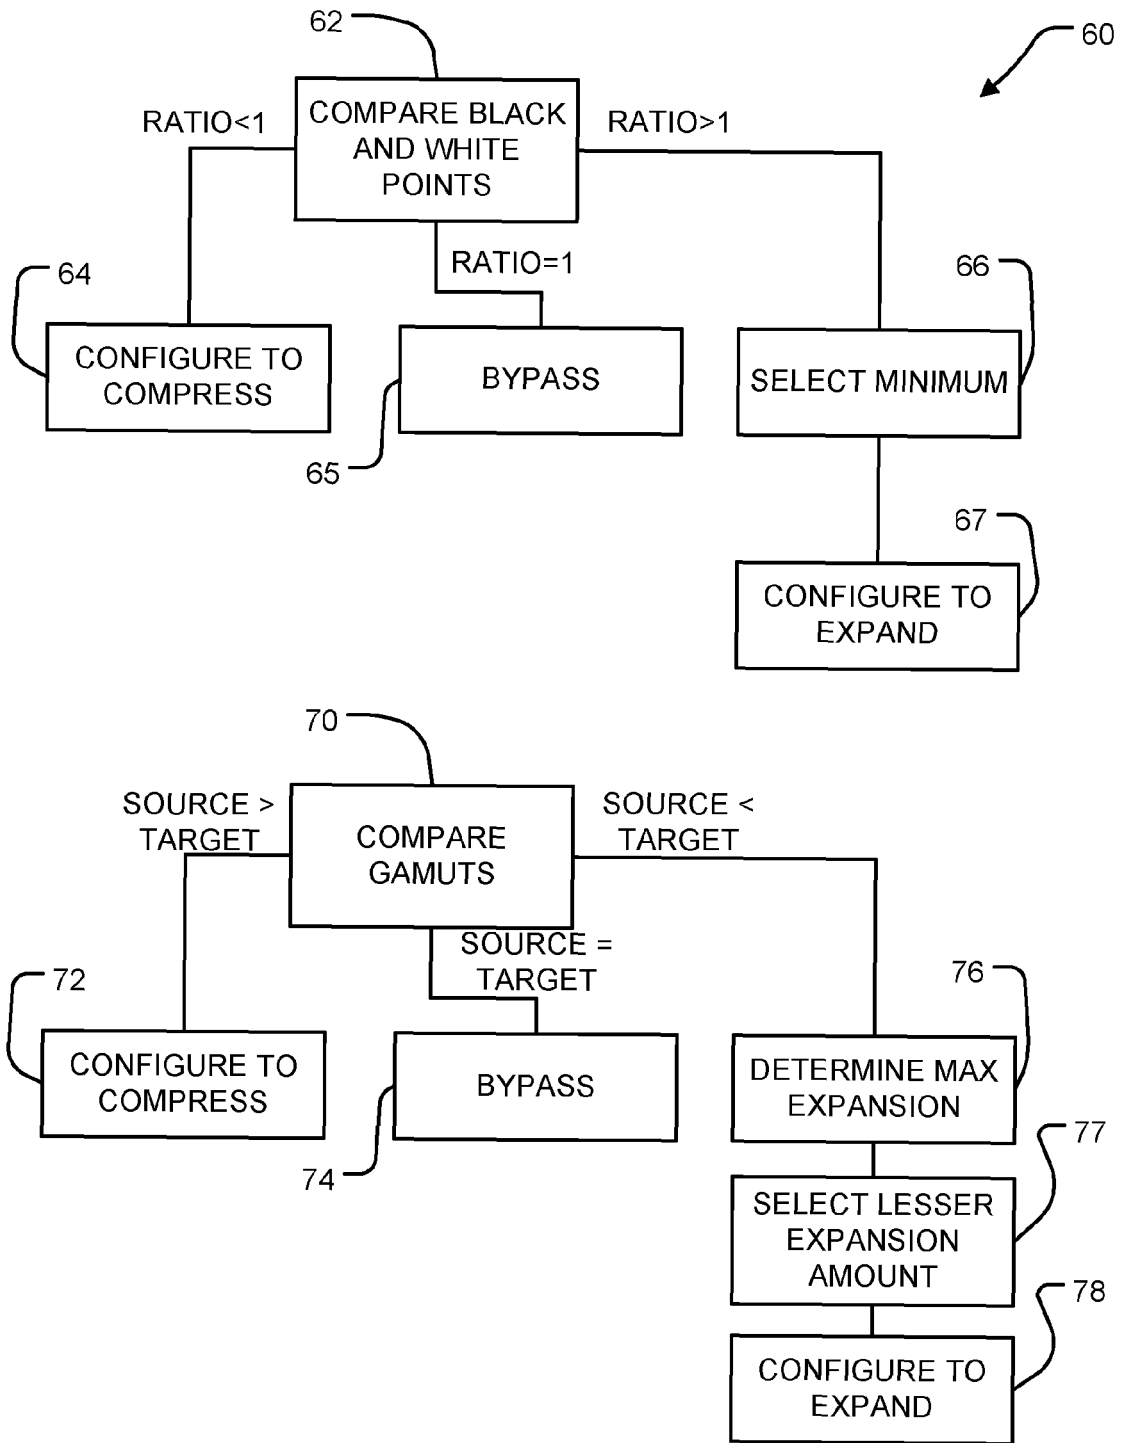 62
60
RATIO<1
COMPARE BLACK
AND WHITE
POINTS
RATIO>1
RATIO=1
64
66
CONFIGURE TO
COMPRESS
BYPASS
SELECT MINIMUM
65
67
CONFIGURE TO
EXPAND
70
SOURCE >
TARGET
COMPARE
GAMUTS
SOURCE <
TARGET
SOURCE =
TARGET
72
76
CONFIGURE TO
COMPRESS
BYPASS
DETERMINE MAX
EXPANSION
74
77
SELECT LESSER
EXPANSION
AMOUNT
78
CONFIGURE TO
EXPAND